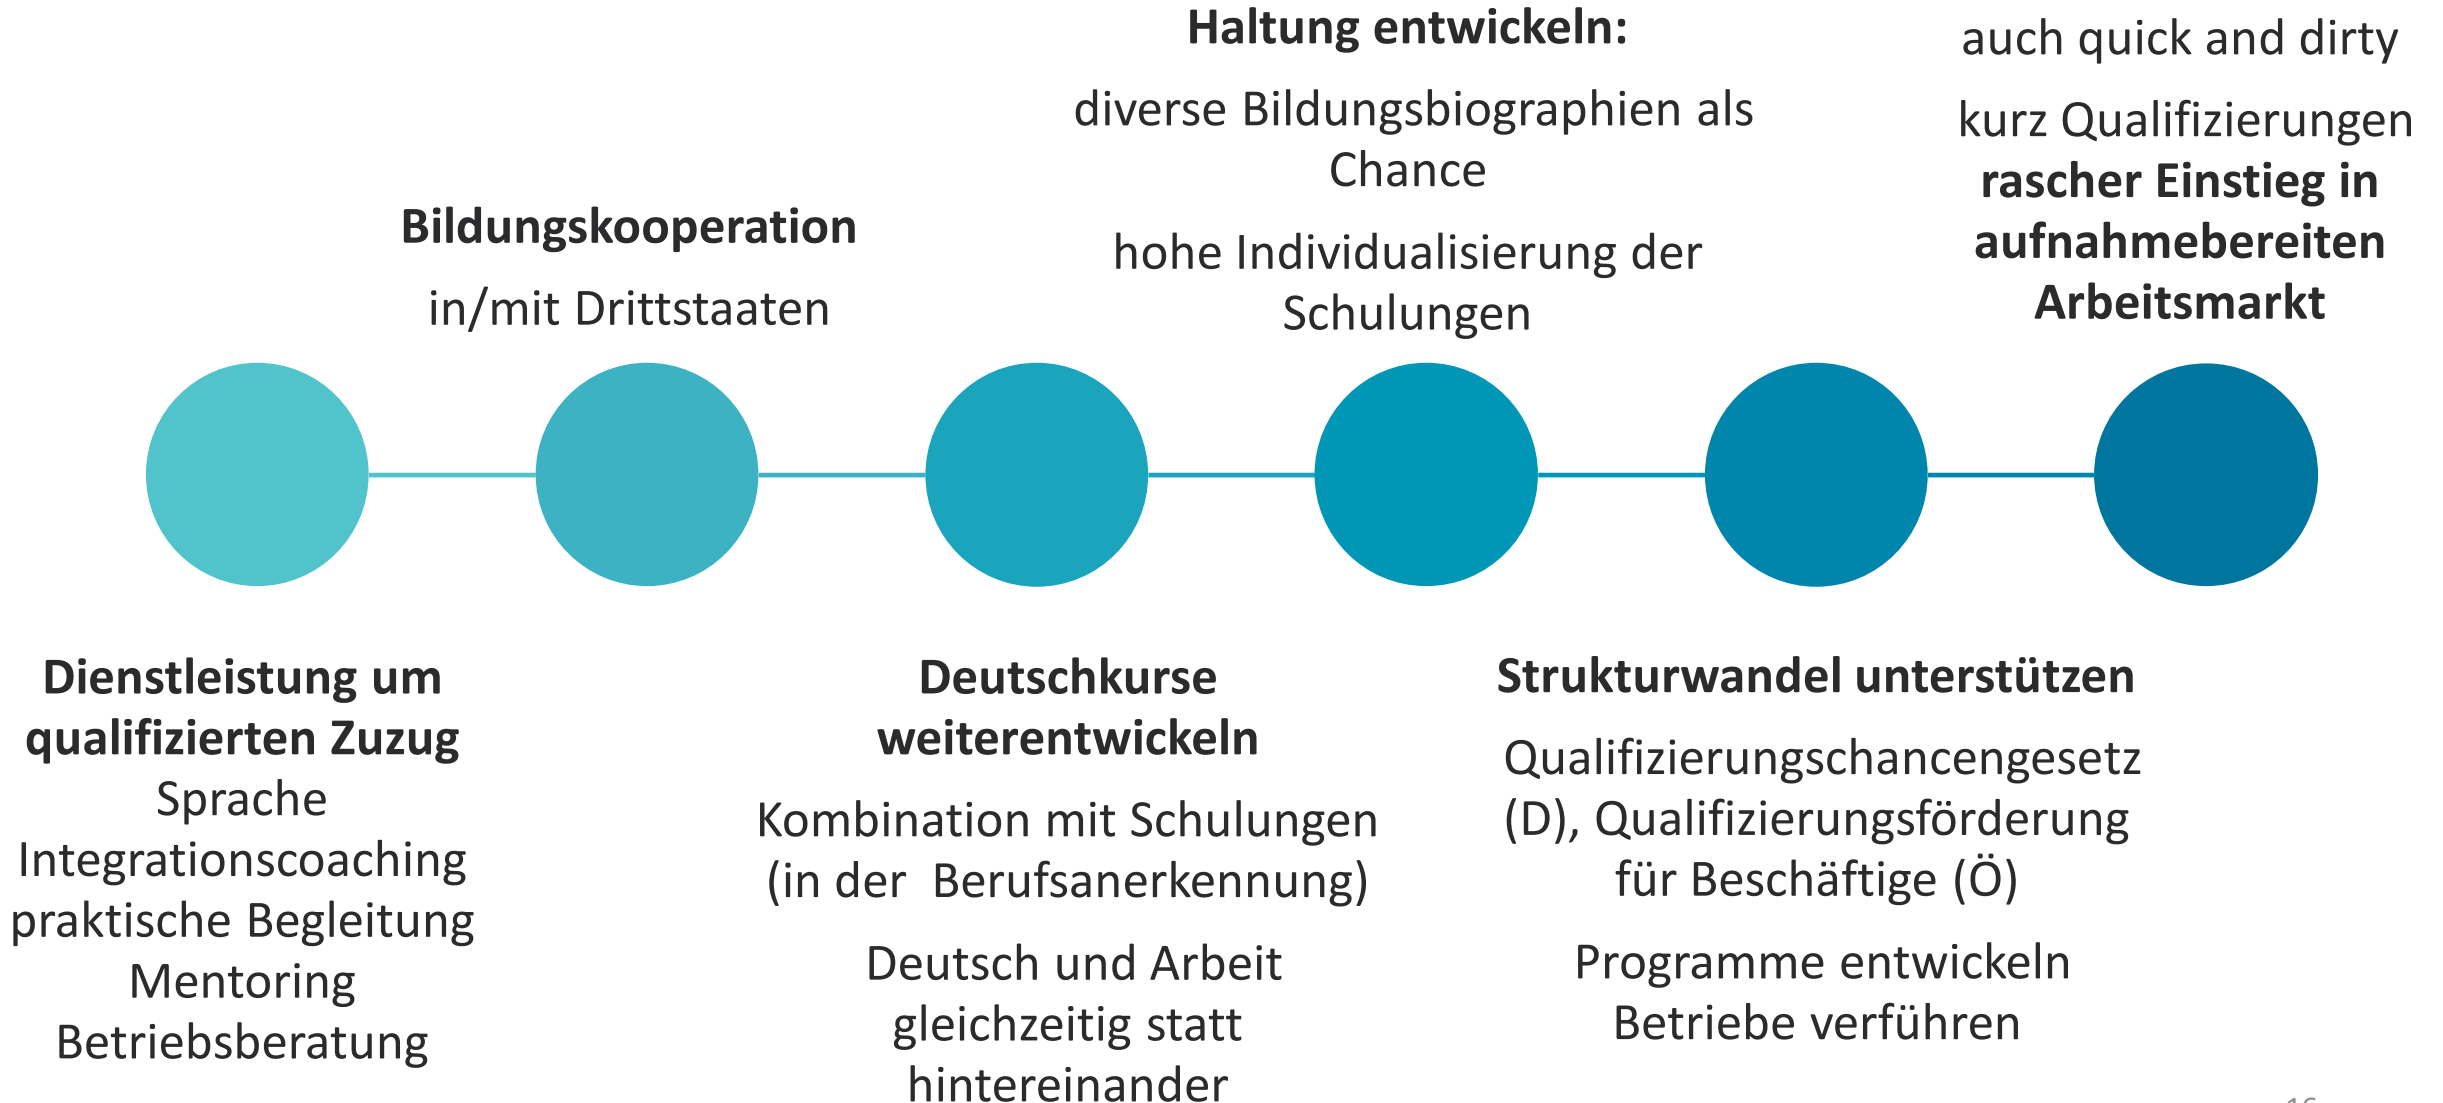 Dienstleistung um
qualifizierten Zuzug
Sprache
Integrationscoaching
praktische Begleitung
Mentoring
Betriebsberatung
Bildungskooperation
in/mit Drittstaaten
Deutschkurse
weiterentwickeln
Kombination mit Schulungen
(in der  Berufsanerkennung)
Deutsch und Arbeit
gleichzeitig statt
hintereinander
Haltung entwickeln:
diverse Bildungsbiographien als
Chance
hohe Individualisierung der
Schulungen
Strukturwandel unterstützen
Qualifizierungschancengesetz
(D), Qualifizierungsförderung
für Beschäftige (Ö)
Programme entwickeln
Betriebe verführen
auch quick and dirty
kurz Qualifizierungen
rascher Einstieg in
aufnahmebereiten
Arbeitsmarkt